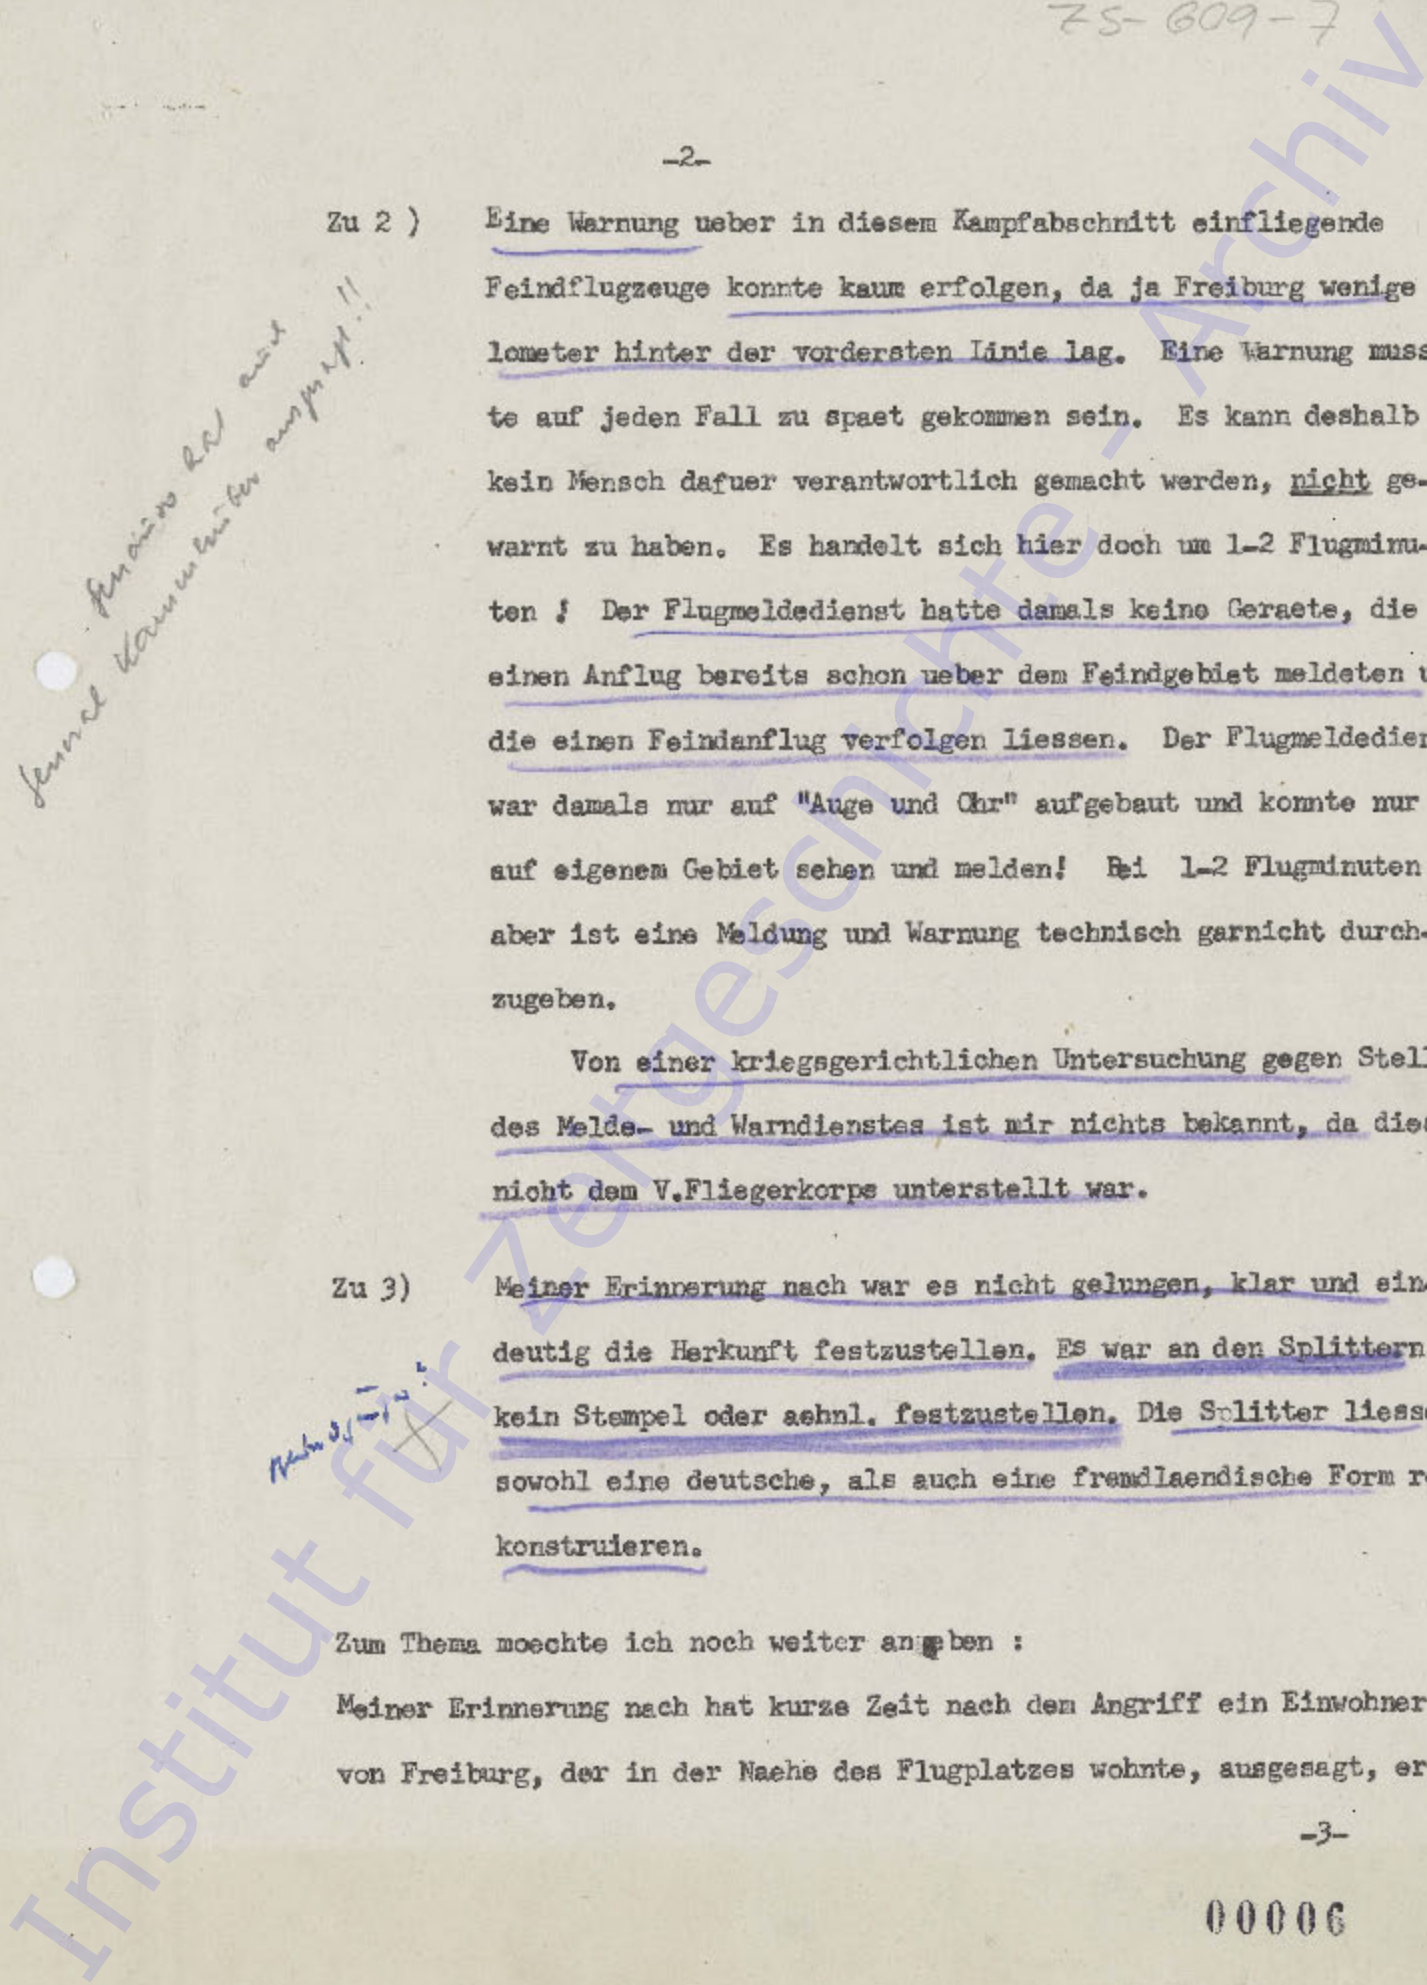 ZS-609-7
-2-
Zu 2 ) Eine Warnung ueber in diesem Kampfabschnitt einfliegende
Feindflugzeuge konnte kaum erfolgen, da ja Freiburg wenige
lometer hinter der vordersten Linie lag. Eine Warnung muss
te auf jeden Fall zu spaet gekommen sein. Es kann deshalb
kein Mensch dafuer verantwortlich gemacht werden, nicht ge-
warnt zu haben. Es handelt sich hier doch um 1-2 Flugminu-
ten ! Der Flugmeldedienst hatte damals keine Geraete, die
einen Anflug bereits schon ueber dem Feindgebiet meldeten u
die einen Feindanflug verfolgen liessen. Der Flugmeldedien
war damals nur auf "Auge und Ohr" aufgebaut und konnte nur
auf eigenem Gebiet sehen und melden! Bei 1-2 Flugminuten
aber ist eine Meldung und Warnung technisch garnicht durch-
zugeben.
Von einer kriegsgerichtlichen Untersuchung gegen Stell
des Melde- und Warndienstes ist mir nichts bekannt, da dies
nicht dem V.Fliegerkorps unterstellt war.
Genauso hat auch
General Kammhuber ausgesagt!!
Zu 3) Meiner Erinnerung nach war es nicht gelungen, klar und ein-
deutig die Herkunft festzustellen. Es war an den Splittern
kein Stempel oder aehnl. festzustellen. Die Splitter liesse
sowohl eine deutsche, als auch eine fremdlaendische Form re
konstruieren.
Zum Thema moechte ich noch weiter angeben :
Meiner Erinnerung nach hat kurze Zeit nach dem Angriff ein Einwohner
von Freiburg, der in der Naehe des Flugplatzes wohnte, ausgesagt, er
-3-
00006
Institut für Zeitgeschichte - Archiv